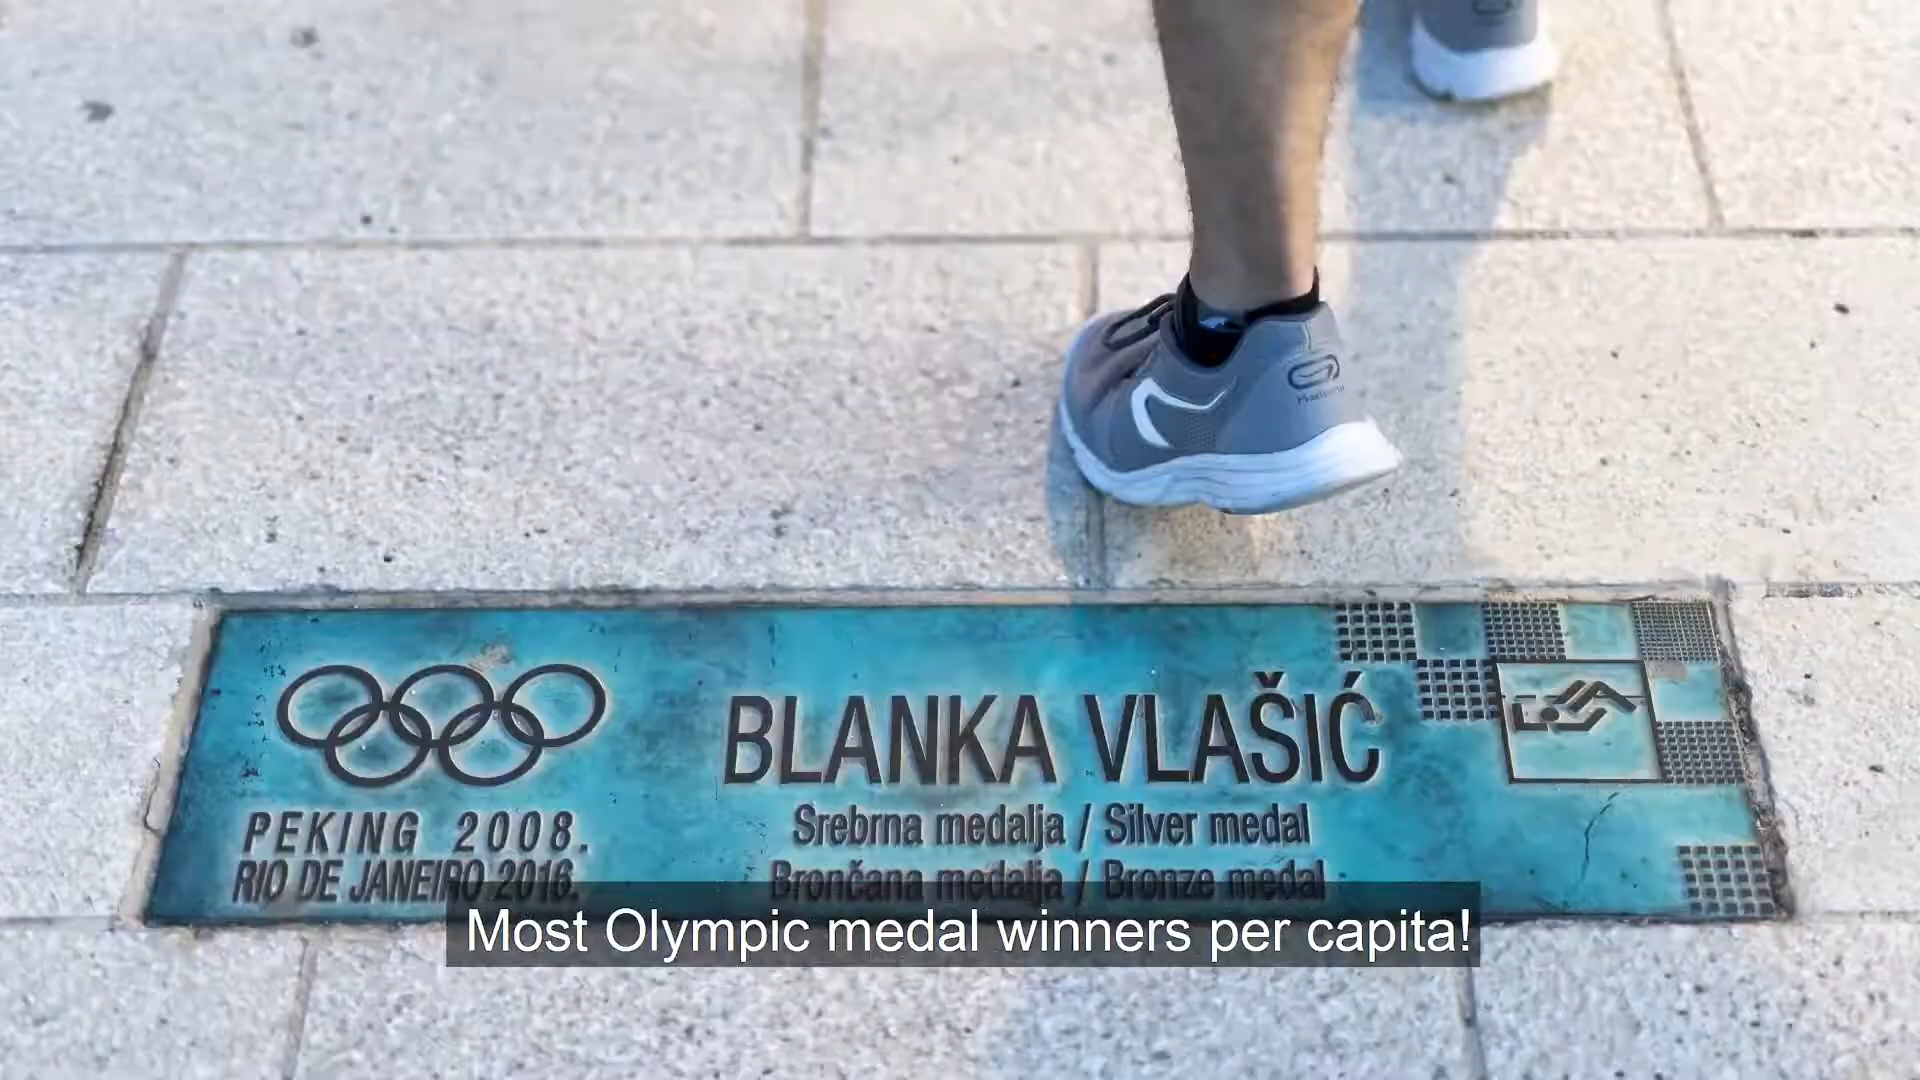 PEKING 2008.
RIO DE JANEIRO 2016.
BLANKA VLAŠIĆ
Srebrna medalja / Silver medal
Brončana medalja / Bronze medal
Most Olympic medal winners per capita!